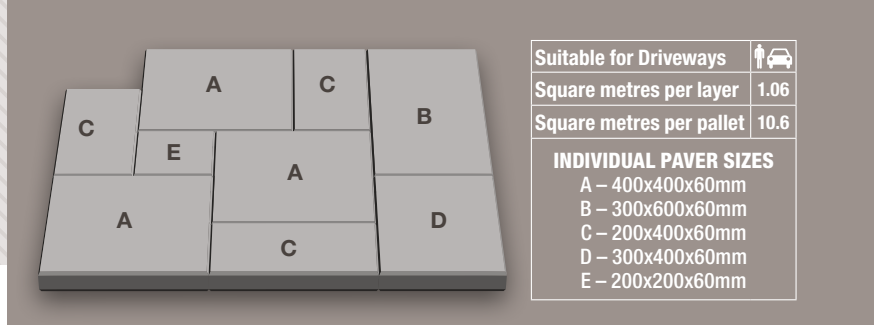 A
C
B
C
E
A
A
D
C
Suitable for Driveways
Square metres per layer 1.06
Square metres per pallet 10.6
INDIVIDUAL PAVER SIZES
A – 400x400x60mm
B – 300x600x60mm
C – 200x400x60mm
D – 300x400x60mm
E – 200x200x60mm